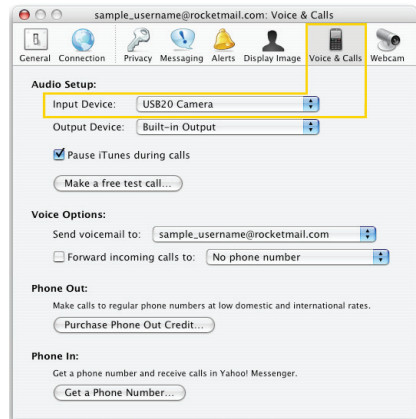 sample_username@rocketmail.com: Voice & Calls
General Connection Privacy Messaging Alerts Display Image Voice & Calls Webcam
Audio Setup:
Input Device: USB20 Camera
Output Device: Built-in Output
Pause iTunes during calls
Make a free test call...
Voice Options:
Send voicemail to: sample_username@rocketmail.com
Forward incoming calls to: No phone number
Phone Out:
Make calls to regular phone numbers at low domestic and international rates.
Purchase Phone Out Credit...
Phone In:
Get a phone number and receive calls in Yahoo! Messenger.
Get a Phone Number...